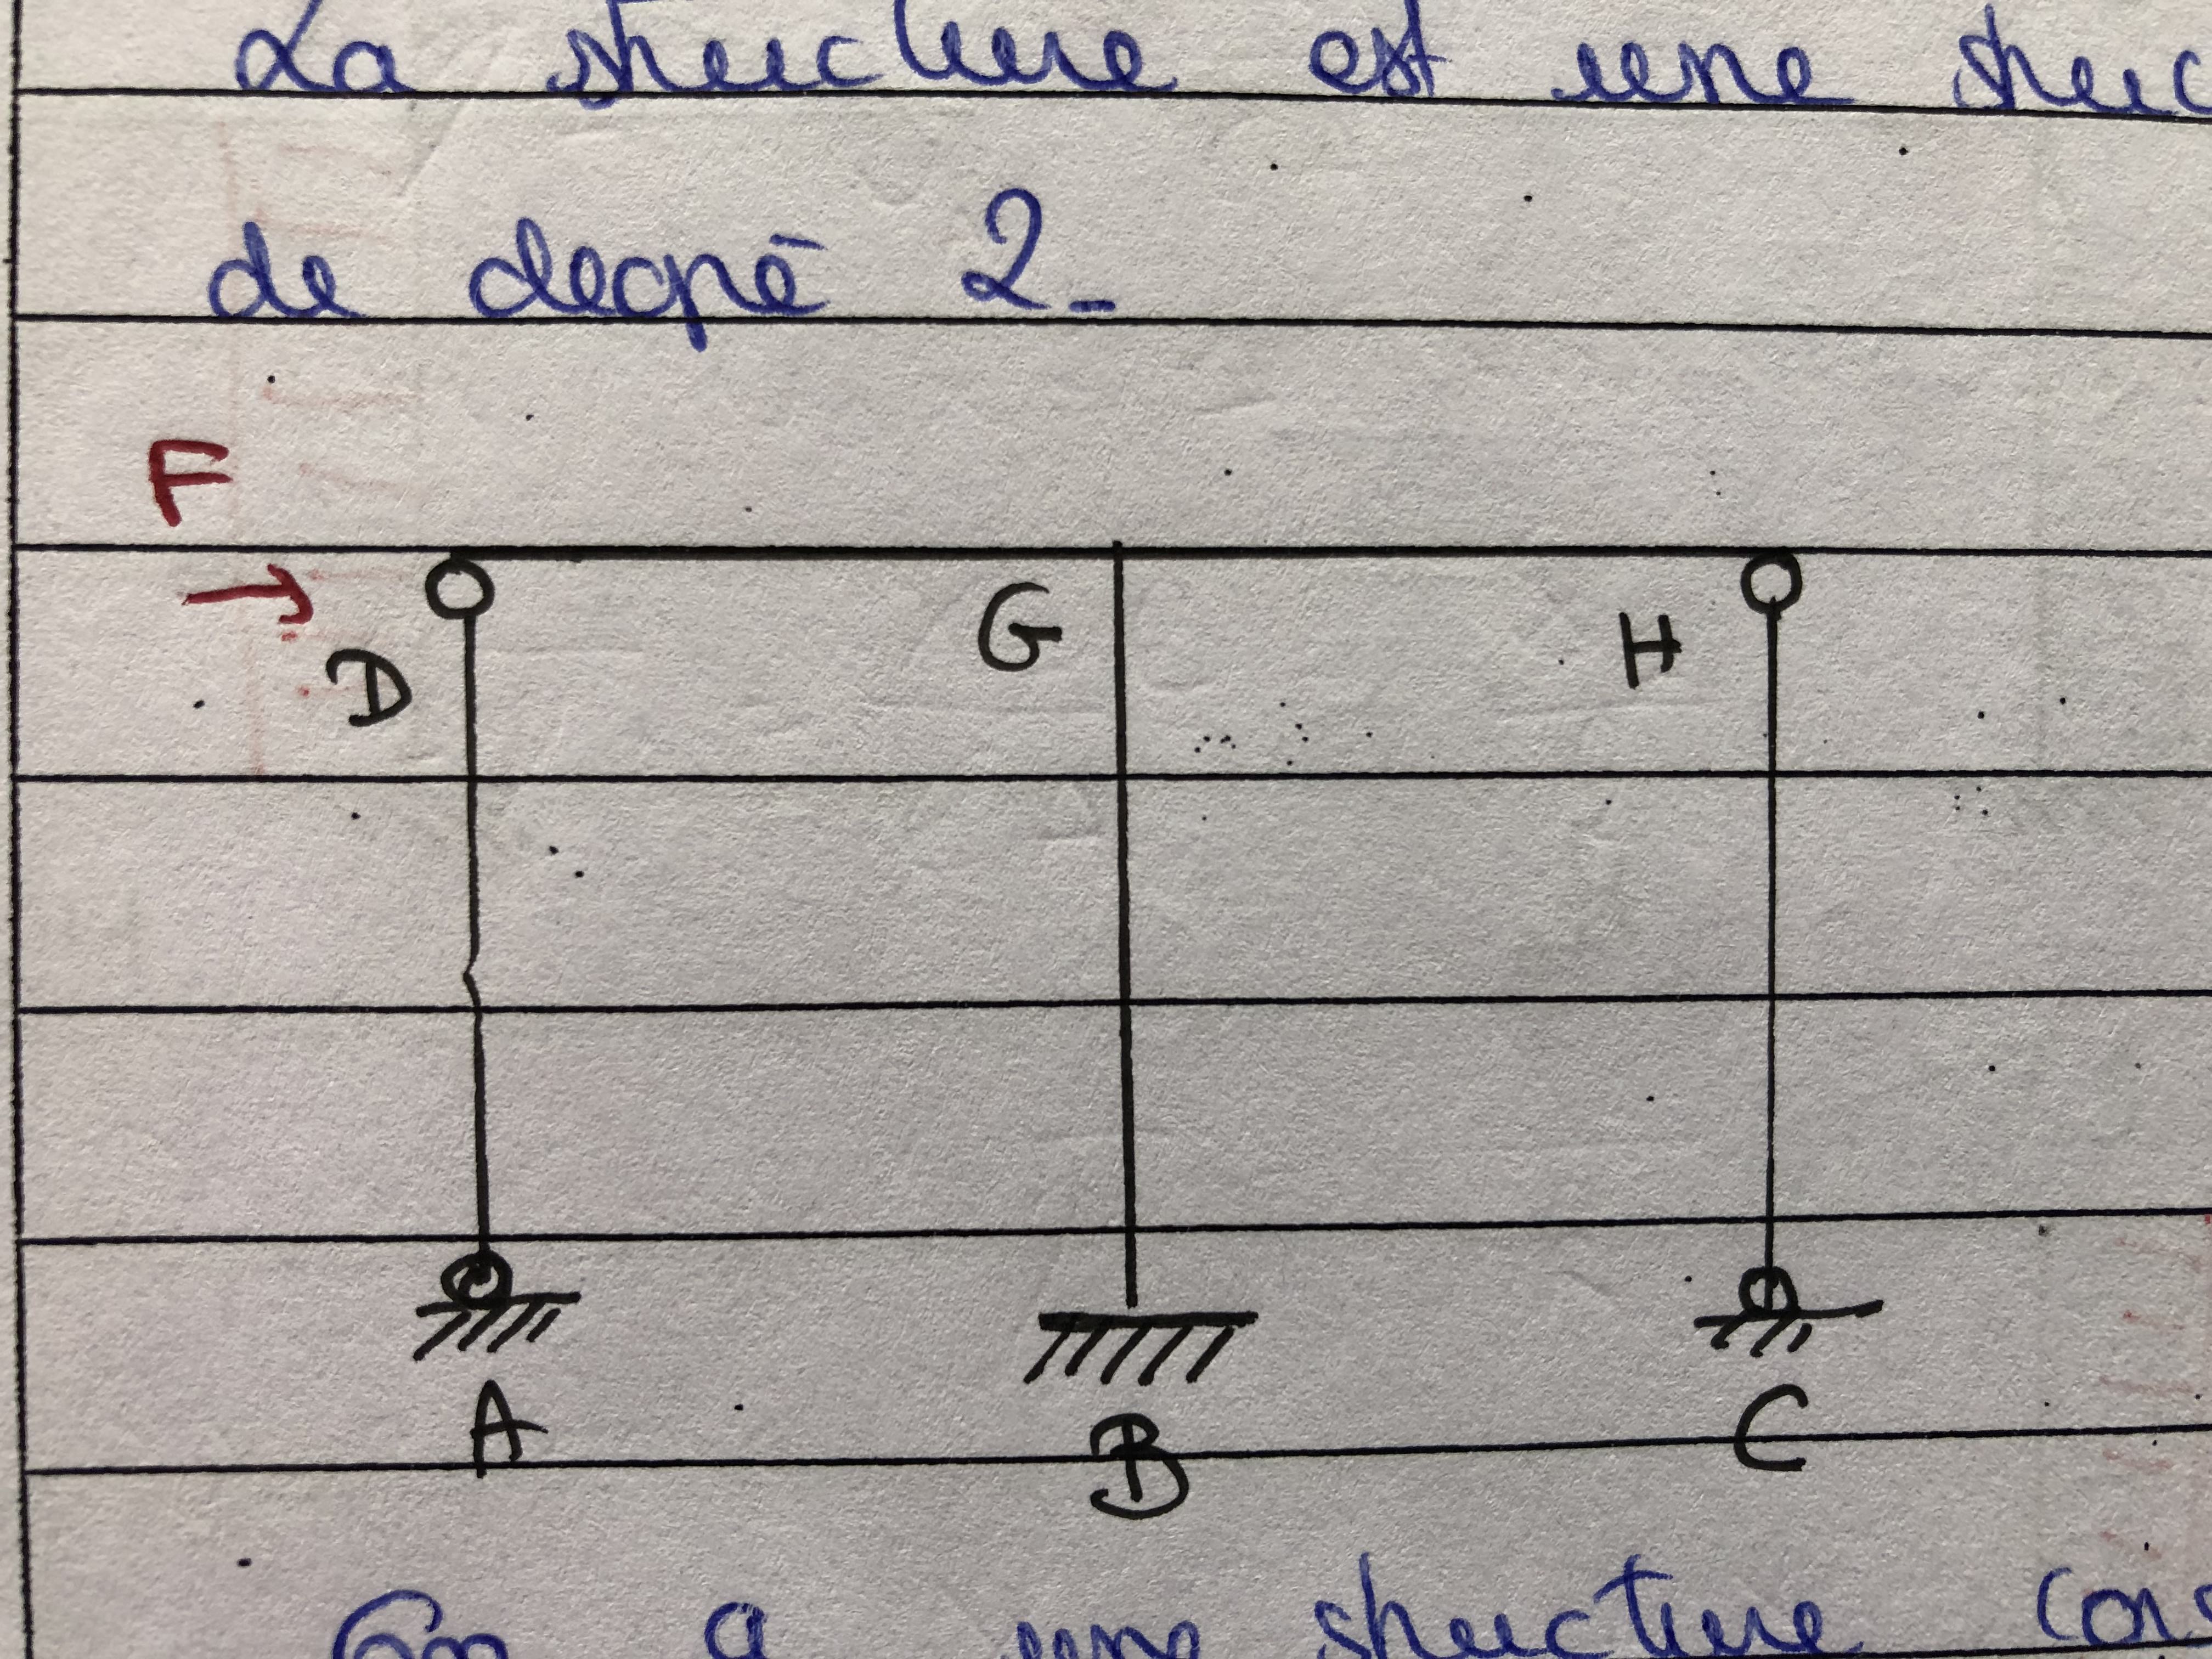 La structure est une struc
de degré 2.
F
D G H
A B C
On a une structure con